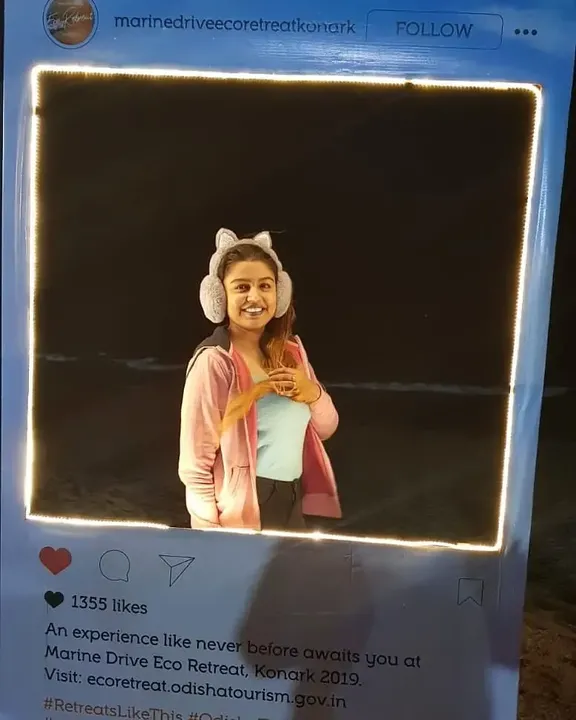 marinedriveecoretreatkonark FOLLOW
1355 likes
An experience like never before awaits you at
Marine Drive Eco Retreat, Konark 2019.
Visit: ecoretreat.odishatourism.gov.in
#RetreatsLikeThis